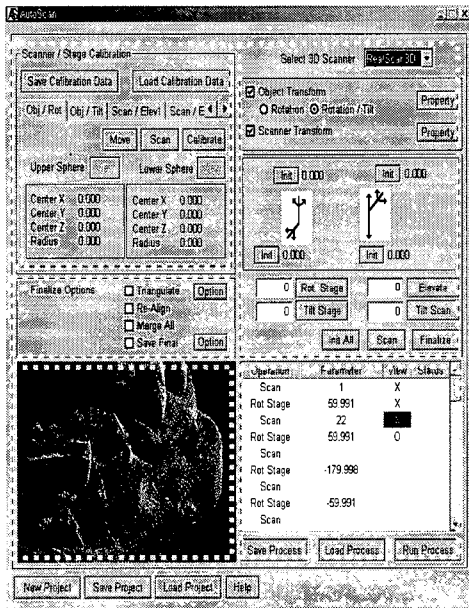 AutoScan
Scanner / Stage Calibration
Select 3D Scanner RealScan3D
Save Calibration Data Load Calibration Data
Obj / Rot Obj / Tilt Scan / Elev1 Scan / E
Object Transform
Rotation Rotation /Tilt
Property
Scanner Transform Property
Move Scan Calibrate
Upper Sphere Lower Sphere
Init 0.000 Init 0.000
Center X 0.000 Center X 0.000
Center Y 0.000 Center Y 0.000
Center Z 0.000 Center Z 0.000
Radius 0.000 Radius 0.000
Init 0.000 Init 0.000
Finalize Options
Triangulate Option
Re-Align
Merge All
Save Final Option
0 Rot. Stage 0 Elevate
0 Tilt Stage 0 Tilt Scan
Init All Scan Finalize
Operation Parameter View Status
Scan 1 X
Rot Stage 59.991 X
Scan 22
Rot Stage 59.991 O
Scan
Rot Stage -179.998
Scan
Rot Stage -59.991
Scan
Save Process Load Process Run Process
New Project Save Project Load Project Help